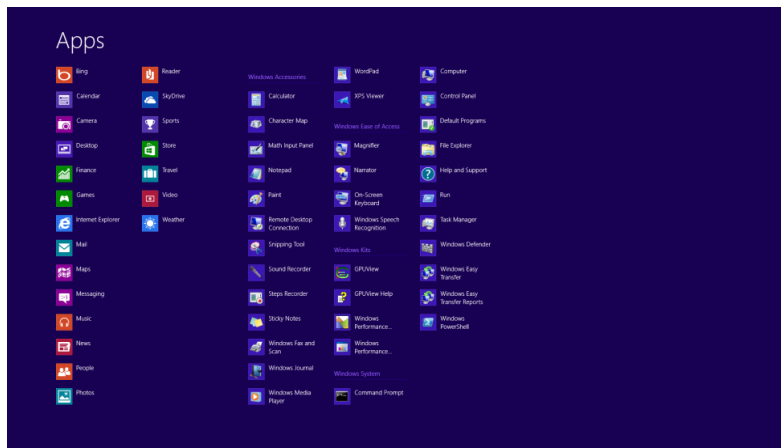 Apps
Bing
Calendar
Camera
Desktop
Finance
Games
Internet Explorer
Mail
Maps
Messaging
Music
News
People
Photos
Reader
SkyDrive
Sports
Store
Travel
Video
Weather
Windows Accessories
Calculator
Character Map
Math Input Panel
Notepad
Paint
Remote Desktop
Connection
Snipping Tool
Sound Recorder
Steps Recorder
Sticky Notes
Windows Fax and
Scan
Windows Journal
Windows Media
Player
WordPad
XPS Viewer
Windows Ease of Access
Magnifier
Narrator
On-Screen
Keyboard
Windows Speech
Recognition
Windows Kits
GPUView
GPUView Help
Windows
Performance...
Windows
Performance...
Windows System
Command Prompt
Computer
Control Panel
Default Programs
File Explorer
Help and Support
Run
Task Manager
Windows Defender
Windows Easy
Transfer
Windows Easy
Transfer Reports
Windows
PowerShell